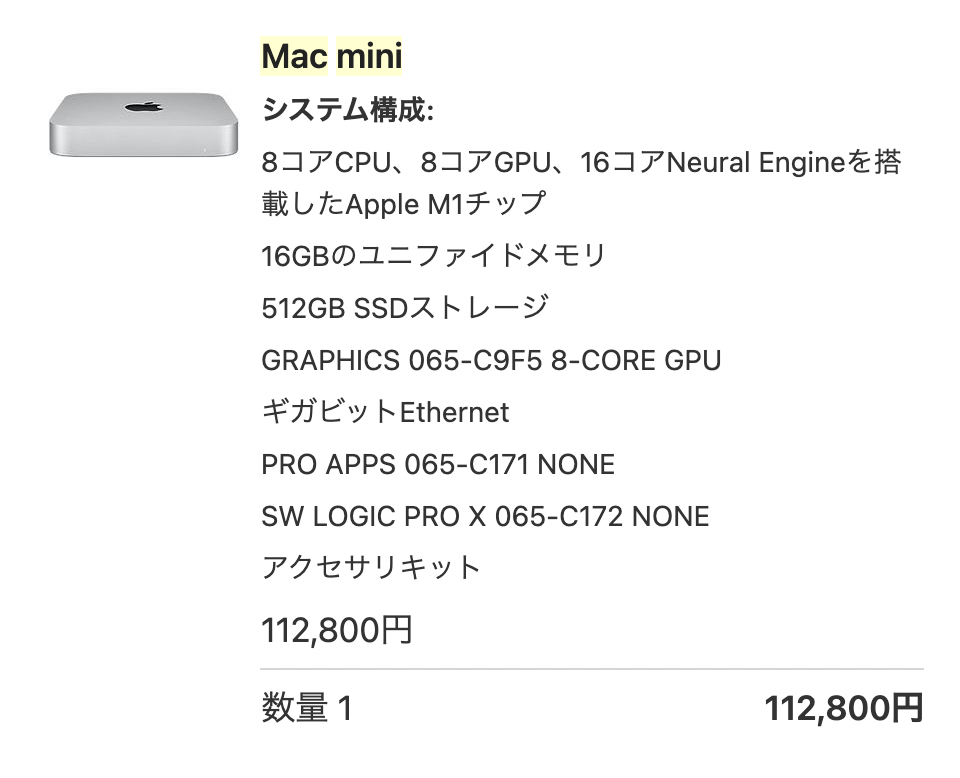 Mac mini
システム構成:
8コアCPU、8コアGPU、16コアNeural Engineを搭
載したApple M1チップ
16GBのユニファイドメモリ
512GB SSDストレージ
GRAPHICS 065-C9F5 8-CORE GPU
ギガビットEthernet
PRO APPS 065-C171 NONE
SW LOGIC PRO X 065-C172 NONE
アクセサリキット
112,800円
数量 1 112,800円